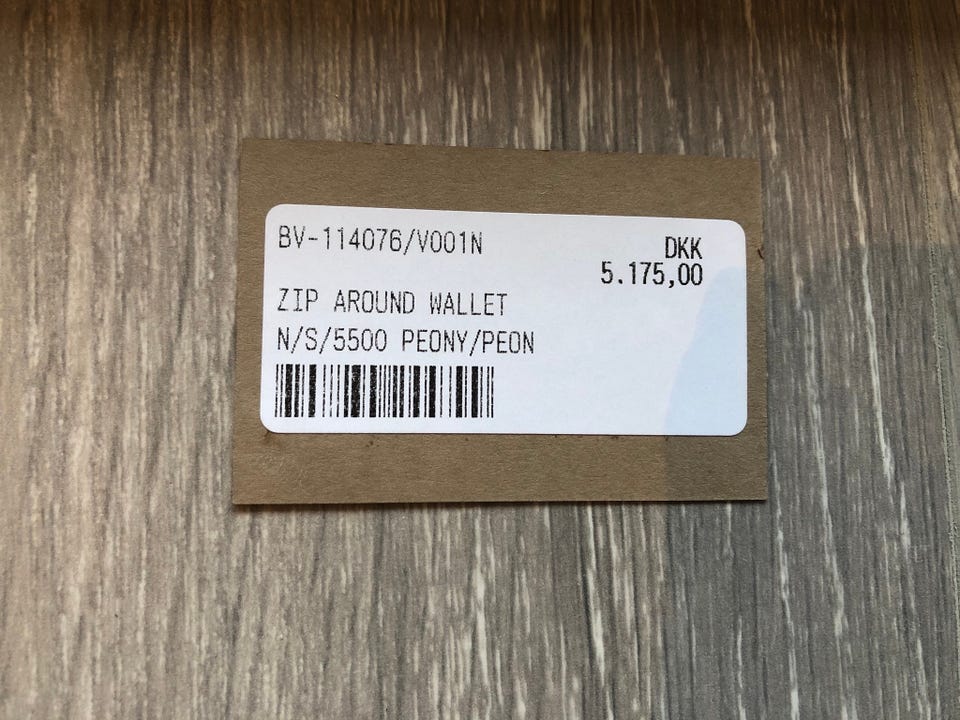 BV-114076/V001N
DKK
5.175,00
ZIP AROUND WALLET
N/S/5500 PEONY/PEON